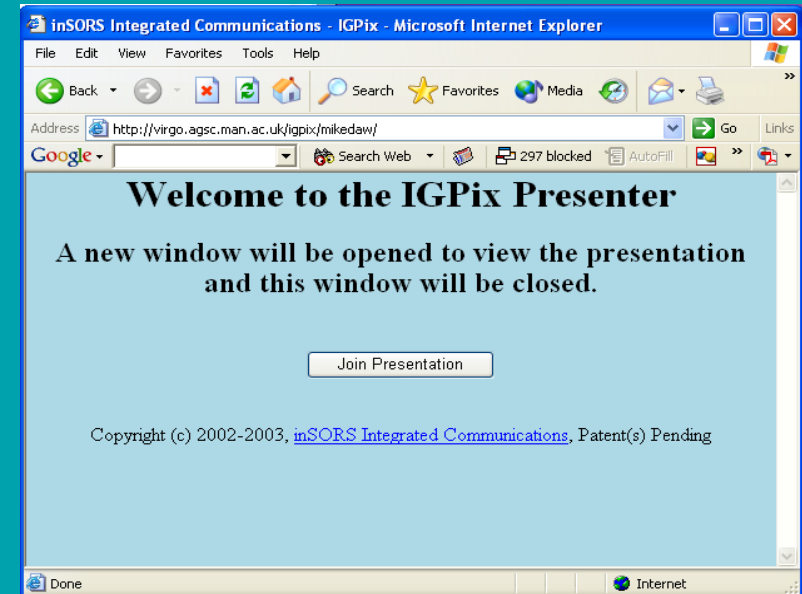 inSORS Integrated Communications - IGPix - Microsoft Internet Explorer
File Edit View Favorites Tools Help
Back Search Favorites Media »
Address http://virgo.agsc.man.ac.uk/igpix/mikedaw/ Go Links
Google Search Web 297 blocked AutoFill »
Welcome to the IGPix Presenter
A new window will be opened to view the presentation
and this window will be closed.
Join Presentation
Copyright (c) 2002-2003, inSORS Integrated Communications, Patent(s) Pending
Done Internet